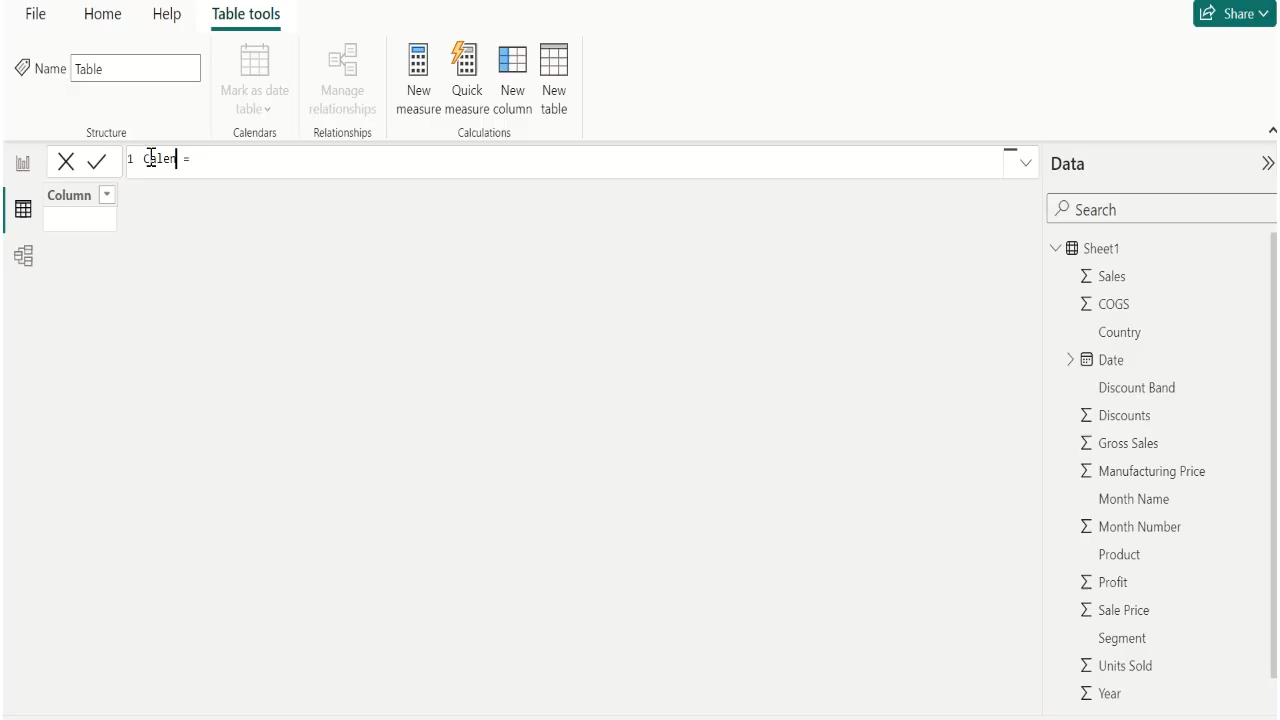 File Home Help Table tools Share
Name Table
Mark as date table
Manage relationships
New measure
Quick measure
New column
New table
Structure Calendars Relationships Calculations
1 Calen =
Column
Data
Search
Sheet1
Sales
COGS
Country
Date
Discount Band
Discounts
Gross Sales
Manufacturing Price
Month Name
Month Number
Product
Profit
Sale Price
Segment
Units Sold
Year